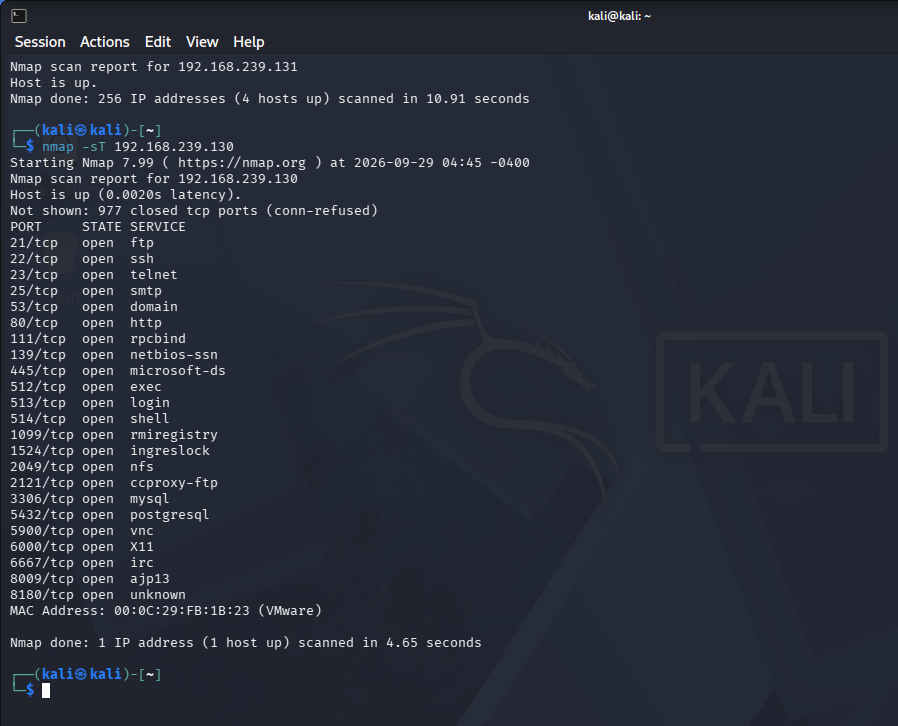 kali@kali: ~
Session Actions Edit View Help
Nmap scan report for 192.168.239.131
Host is up.
Nmap done: 256 IP addresses (4 hosts up) scanned in 10.91 seconds
┌──(kali㉿kali)-[~]
└─$ nmap -sT 192.168.239.130
Starting Nmap 7.99 ( https://nmap.org ) at 2026-09-29 04:45 -0400
Nmap scan report for 192.168.239.130
Host is up (0.0020s latency).
Not shown: 977 closed tcp ports (conn-refused)
PORT     STATE SERVICE
21/tcp   open  ftp
22/tcp   open  ssh
23/tcp   open  telnet
25/tcp   open  smtp
53/tcp   open  domain
80/tcp   open  http
111/tcp  open  rpcbind
139/tcp  open  netbios-ssn
445/tcp  open  microsoft-ds
512/tcp  open  exec
513/tcp  open  login
514/tcp  open  shell
1099/tcp open  rmiregistry
1524/tcp open  ingreslock
2049/tcp open  nfs
2121/tcp open  ccproxy-ftp
3306/tcp open  mysql
5432/tcp open  postgresql
5900/tcp open  vnc
6000/tcp open  X11
6667/tcp open  irc
8009/tcp open  ajp13
8180/tcp open  unknown
MAC Address: 00:0C:29:FB:1B:23 (VMware)
Nmap done: 1 IP address (1 host up) scanned in 4.65 seconds
┌──(kali㉿kali)-[~]
└─$
KALI